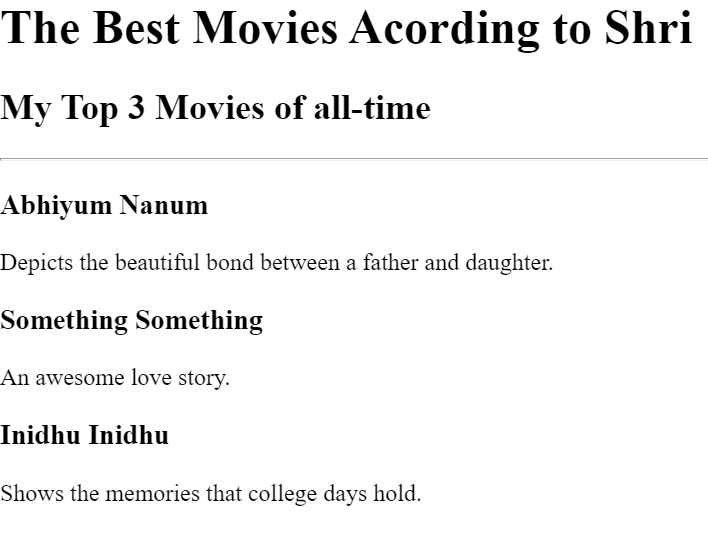 The Best Movies Acording to Shri
My Top 3 Movies of all-time
Abhiyum Nanum
Depicts the beautiful bond between a father and daughter.
Something Something
An awesome love story.
Inidhu Inidhu
Shows the memories that college days hold.